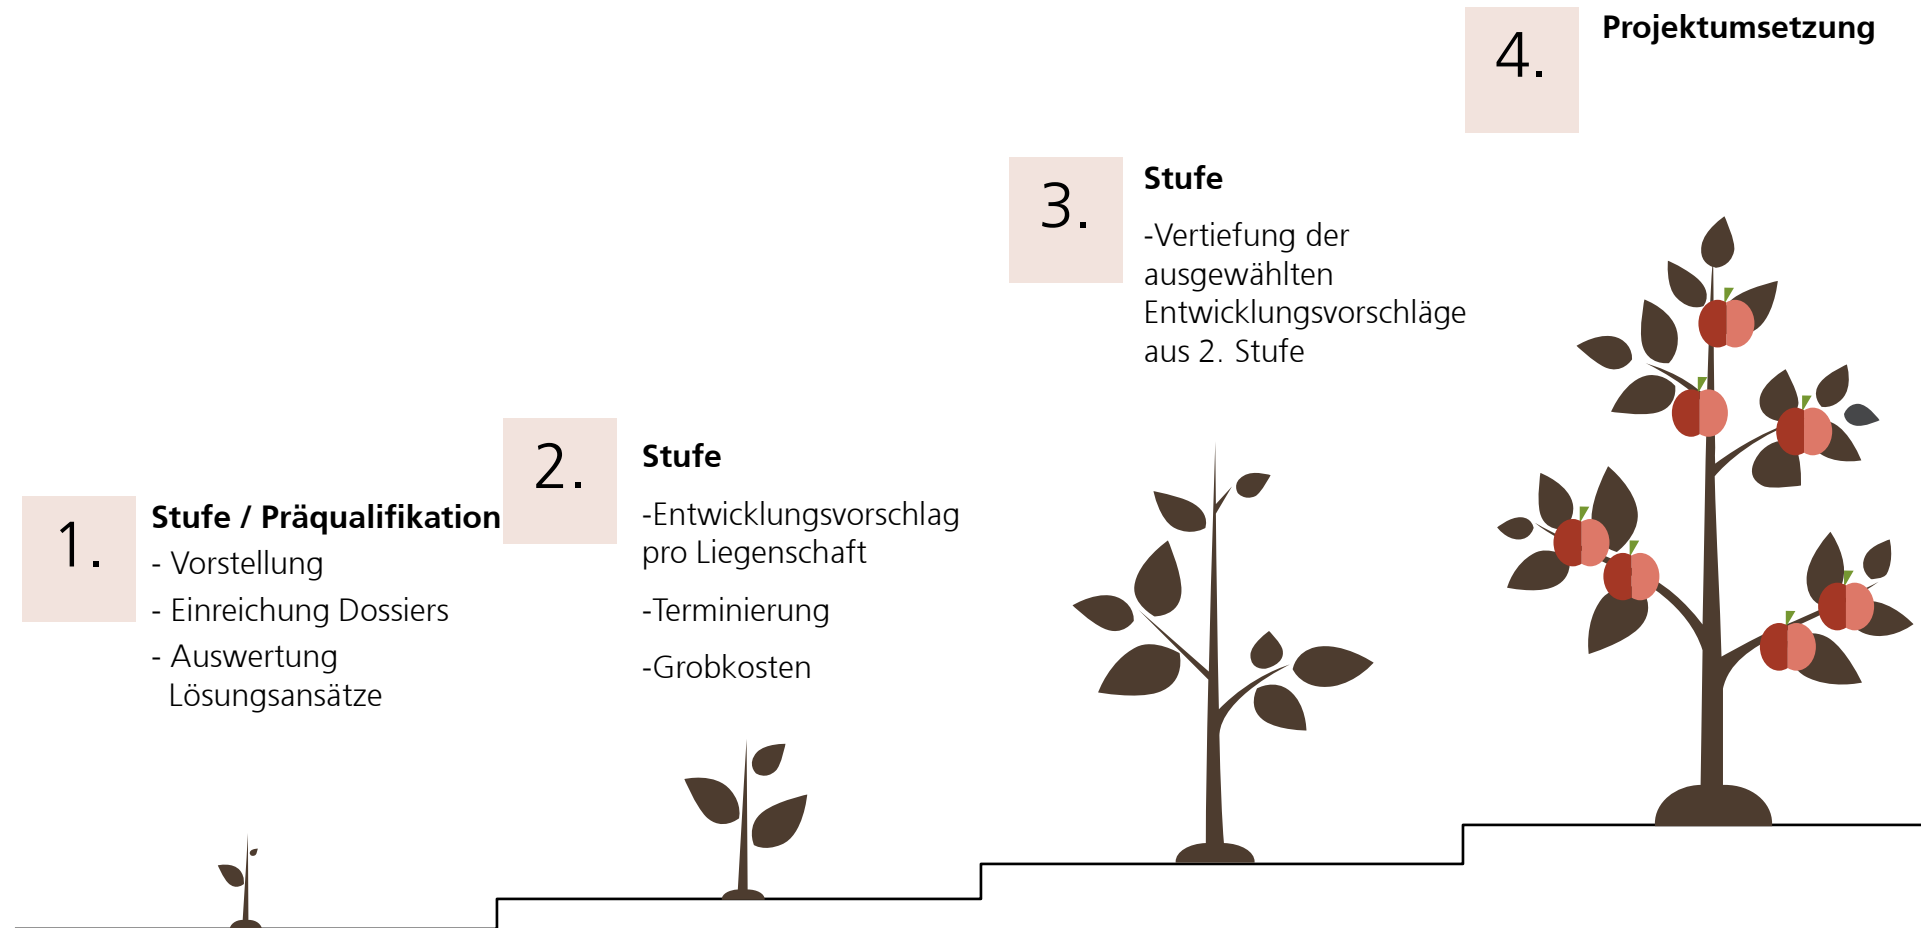 1.
Stufe / Präqualifikation
- Vorstellung
- Einreichung Dossiers
- Auswertung
Lösungsansätze
2.
Stufe
-Entwicklungsvorschlag
pro Liegenschaft
-Terminierung
-Grobkosten
3.
Stufe
-Vertiefung der
ausgewählten
Entwicklungsvorschläge
aus 2. Stufe
4.
Projektumsetzung